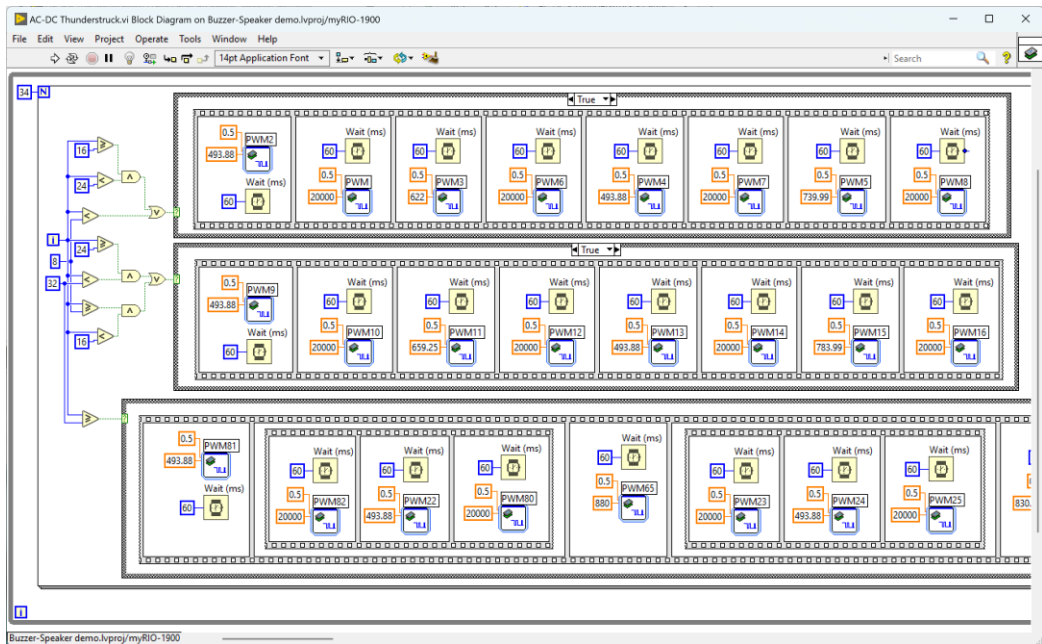 AC-DC Thunderstruck.vi Block Diagram on Buzzer-Speaker demo.lvproj/myRIO-1900
File Edit View Project Operate Tools Window Help
14pt Application Font
Search
34 N
True
0.5 PWM2
493.88
Wait (ms)
60
Wait (ms)
60
0.5 PWM
20000
Wait (ms)
60
0.5 PWM3
622
Wait (ms)
60
0.5 PWM6
20000
Wait (ms)
60
0.5 PWM4
493.88
Wait (ms)
60
0.5 PWM7
20000
Wait (ms)
60
0.5 PWM5
739.99
Wait (ms)
60
0.5 PWM8
20000
16
24
i
24
8
32
16
True
0.5 PWM9
493.88
Wait (ms)
60
Wait (ms)
60
0.5 PWM10
20000
Wait (ms)
60
0.5 PWM11
659.25
Wait (ms)
60
0.5 PWM12
20000
Wait (ms)
60
0.5 PWM13
493.88
Wait (ms)
60
0.5 PWM14
20000
Wait (ms)
60
0.5 PWM15
783.99
Wait (ms)
60
0.5 PWM16
20000
0.5 PWM81
493.88
Wait (ms)
60
Wait (ms)
60
0.5 PWM82
20000
Wait (ms)
60
0.5 PWM22
493.88
Wait (ms)
60
0.5 PWM80
20000
Wait (ms)
60
0.5 PWM65
880
Wait (ms)
60
0.5 PWM23
20000
Wait (ms)
60
0.5 PWM24
493.88
Wait (ms)
60
0.5 PWM25
20000
830.
i
Buzzer-Speaker demo.lvproj/myRIO-1900